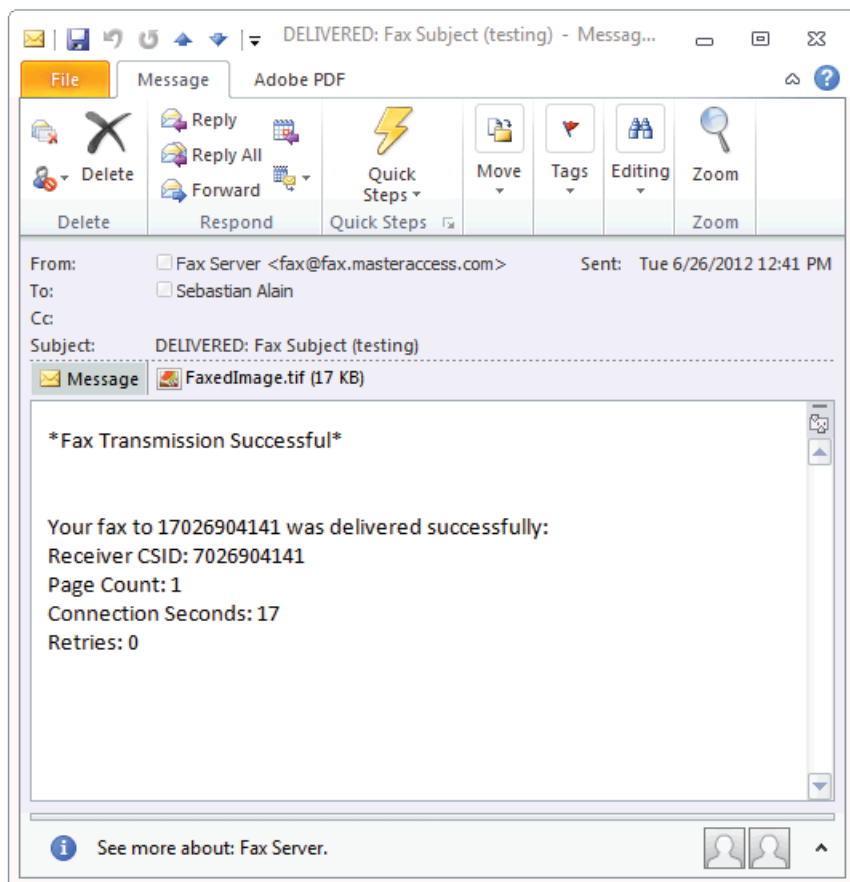 DELIVERED: Fax Subject (testing) - Messag...
File Message Adobe PDF
Delete
Reply
Reply All
Forward
Quick Steps
Move
Tags
Editing
Zoom
Delete Respond Quick Steps Zoom
From: Fax Server <fax@fax.masteraccess.com> Sent: Tue 6/26/2012 12:41 PM
To: Sebastian Alain
Cc:
Subject: DELIVERED: Fax Subject (testing)
Message FaxedImage.tif (17 KB)
*Fax Transmission Successful*
Your fax to 17026904141 was delivered successfully:
Receiver CSID: 7026904141
Page Count: 1
Connection Seconds: 17
Retries: 0
See more about: Fax Server.